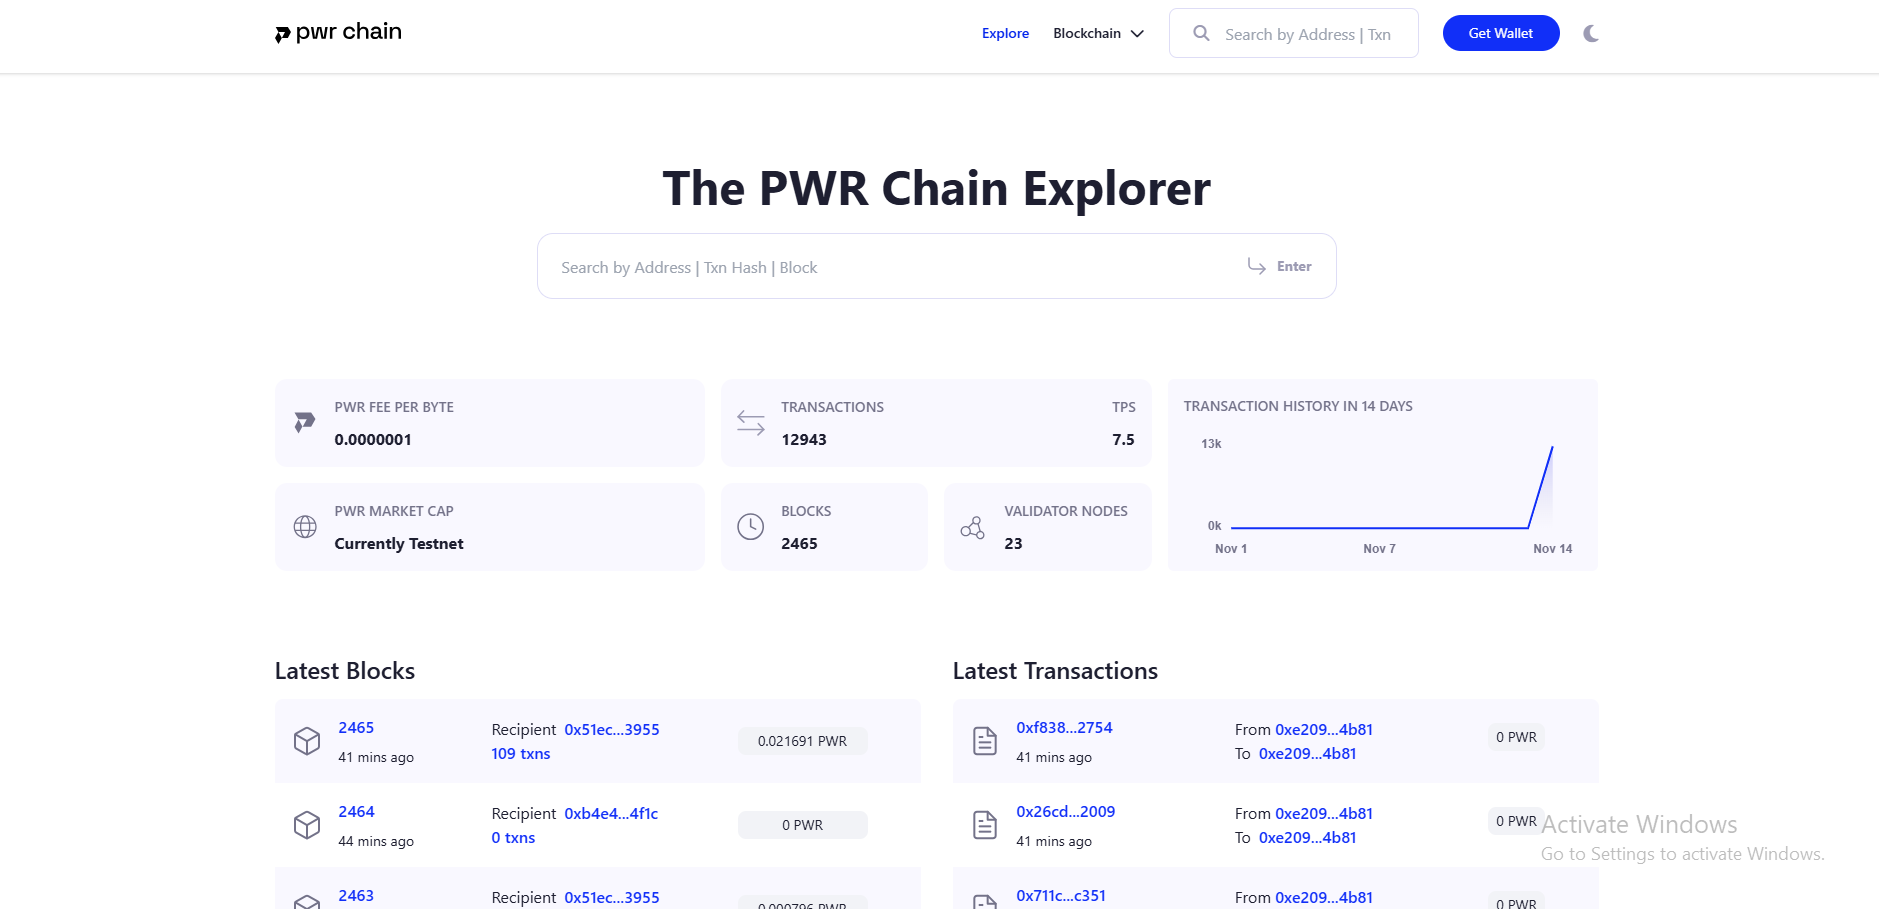 pwr chain
Explore
Blockchain
Search by Address | Txn
Get Wallet
The PWR Chain Explorer
Search by Address | Txn Hash | Block
Enter
PWR FEE PER BYTE
0.0000001
TRANSACTIONS
12943
TPS
7.5
TRANSACTION HISTORY IN 14 DAYS
13k
0k
Nov 1
Nov 7
Nov 14
PWR MARKET CAP
Currently Testnet
BLOCKS
2465
VALIDATOR NODES
23
Latest Blocks
2465
41 mins ago
Recipient 0x51ec...3955
109 txns
0.021691 PWR
2464
44 mins ago
Recipient 0xb4e4...4f1c
0 txns
0 PWR
2463
Recipient 0x51ec...3955
0.000796 PWR
Latest Transactions
0xf838...2754
41 mins ago
From 0xe209...4b81
To 0xe209...4b81
0 PWR
0x26cd...2009
41 mins ago
From 0xe209...4b81
To 0xe209...4b81
0 PWR
0x711c...c351
From 0xe209...4b81
0 PWR
Activate Windows
Go to Settings to activate Windows.